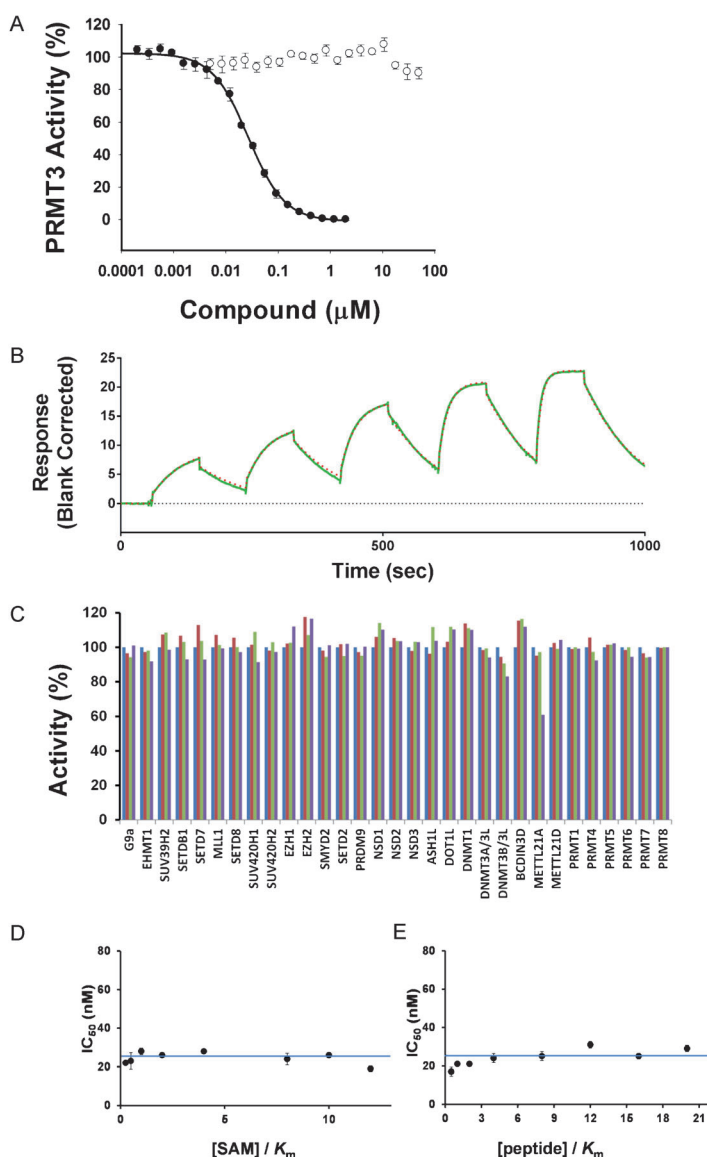 A
PRMT3 Activity (%)
120
100
80
60
40
20
0
0.0001 0.001 0.01 0.1 1 10 100
Compound (μM)
B
Response
(Blank Corrected)
25
20
15
10
5
0
0 500 1000
Time (sec)
C
Activity (%)
120
100
80
60
40
20
0
G9a
EHMT1
SUV39H2
SETDB1
SETD7
MLL1
SETD8
SUV420H1
SUV420H2
EZH1
EZH2
SMYD2
SETD2
PRDM9
NSD1
NSD2
NSD3
ASH1L
DOT1L
DNMT1
DNMT3A/3L
DNMT3B/3L
BCDIN3D
METTL21A
METTL21D
PRMT1
PRMT4
PRMT5
PRMT6
PRMT7
PRMT8
D
IC50 (nM)
80
60
40
20
0
0 5 10
[SAM] / Km
E
IC50 (nM)
80
60
40
20
0
0 3 6 9 12 15 18 21
[peptide] / Km